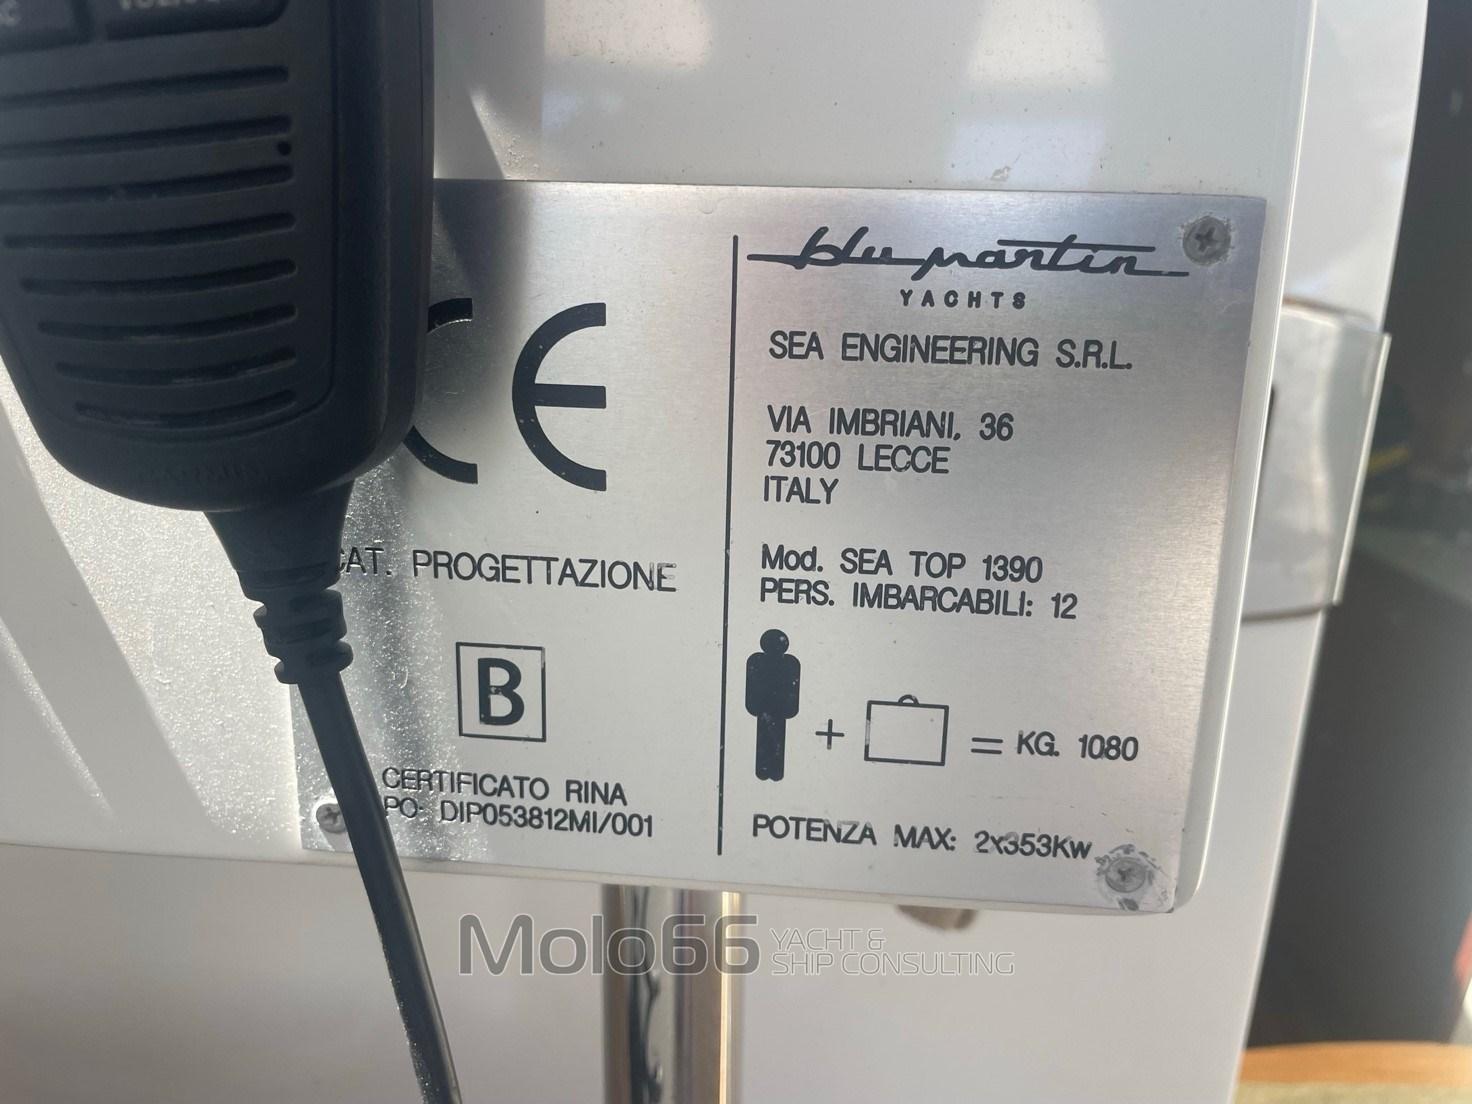 CE
CAT. PROGETTAZIONE
B
CERTIFICATO RINA
PO: DIP053812MI/001
blu martin
YACHTS
SEA ENGINEERING S.R.L.
VIA IMBRIANI, 36
73100 LECCE
ITALY
Mod. SEA TOP 1390
PERS. IMBARCABILI: 12
+ = KG. 1080
POTENZA MAX: 2x353Kw
Molo66 YACHT &
SHIP CONSULTING